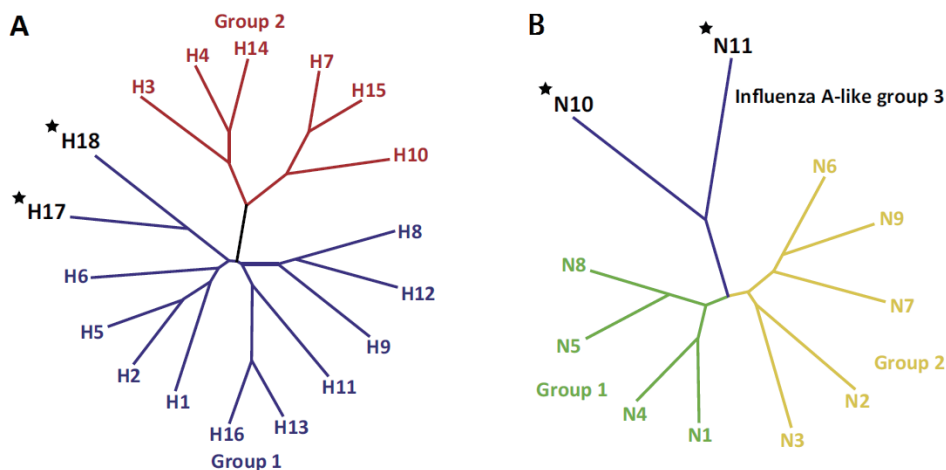 A
Group 2
H14
H4
H7
H3
H15
H18
H10
H17
H8
H6
H12
H5
H9
H2
H11
H1
H13
H16
Group 1
B
N11
N10
Influenza A-like group 3
N6
N9
N8
N7
N5
Group 2
Group 1
N2
N4
N1
N3